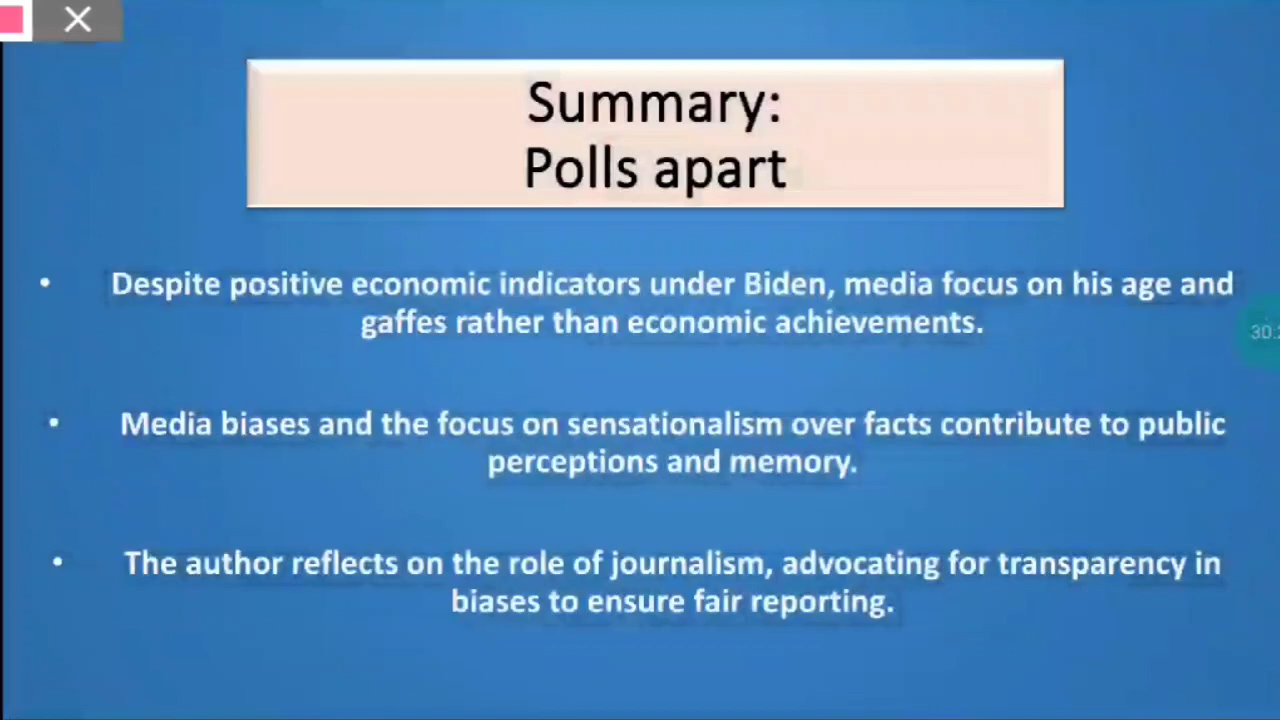 Summary:
Polls apart
• Despite positive economic indicators under Biden, media focus on his age and
gaffes rather than economic achievements.
• Media biases and the focus on sensationalism over facts contribute to public
perceptions and memory.
• The author reflects on the role of journalism, advocating for transparency in
biases to ensure fair reporting.
30: